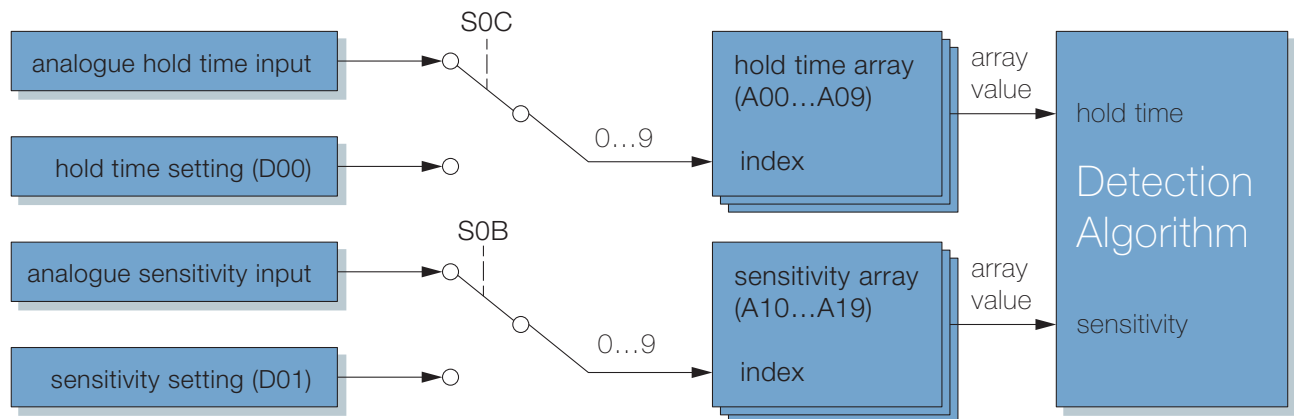 S0C
analogue hold time input
hold time setting (D00)
0...9
hold time array
(A00...A09)
index
array
value
hold time
Detection
Algorithm
S0B
analogue sensitivity input
sensitivity setting (D01)
0...9
sensitivity array
(A10...A19)
index
array
value
sensitivity